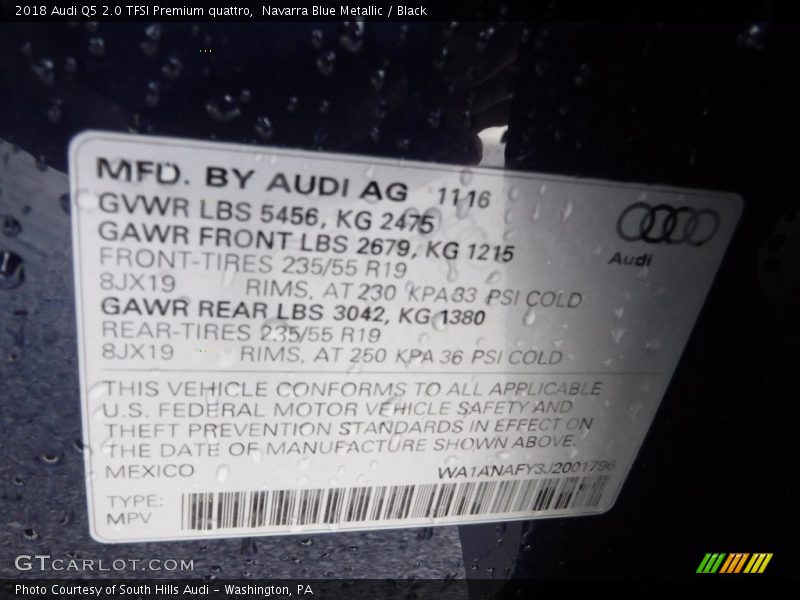 2018 Audi Q5 2.0 TFSI Premium quattro,  Navarra Blue Metallic / Black
MFD. BY AUDI AG 11 16
GVWR LBS 5456, KG 2475
GAWR FRONT LBS 2679, KG 1215
FRONT-TIRES 235/55 R19
8JX19 RIMS, AT 230 KPA 33 PSI COLD
GAWR REAR LBS 3042, KG 1380
REAR-TIRES 235/55 R19
8JX19 RIMS, AT 250 KPA 36 PSI COLD
Audi
THIS VEHICLE CONFORMS TO ALL APPLICABLE
U.S. FEDERAL MOTOR VEHICLE SAFETY AND
THEFT PREVENTION STANDARDS IN EFFECT ON
THE DATE OF MANUFACTURE SHOWN ABOVE.
MEXICO WA1ANAFY3J2001796
TYPE:
MPV
GTCARLOT.COM
Photo Courtesy of South Hills Audi - Washington, PA